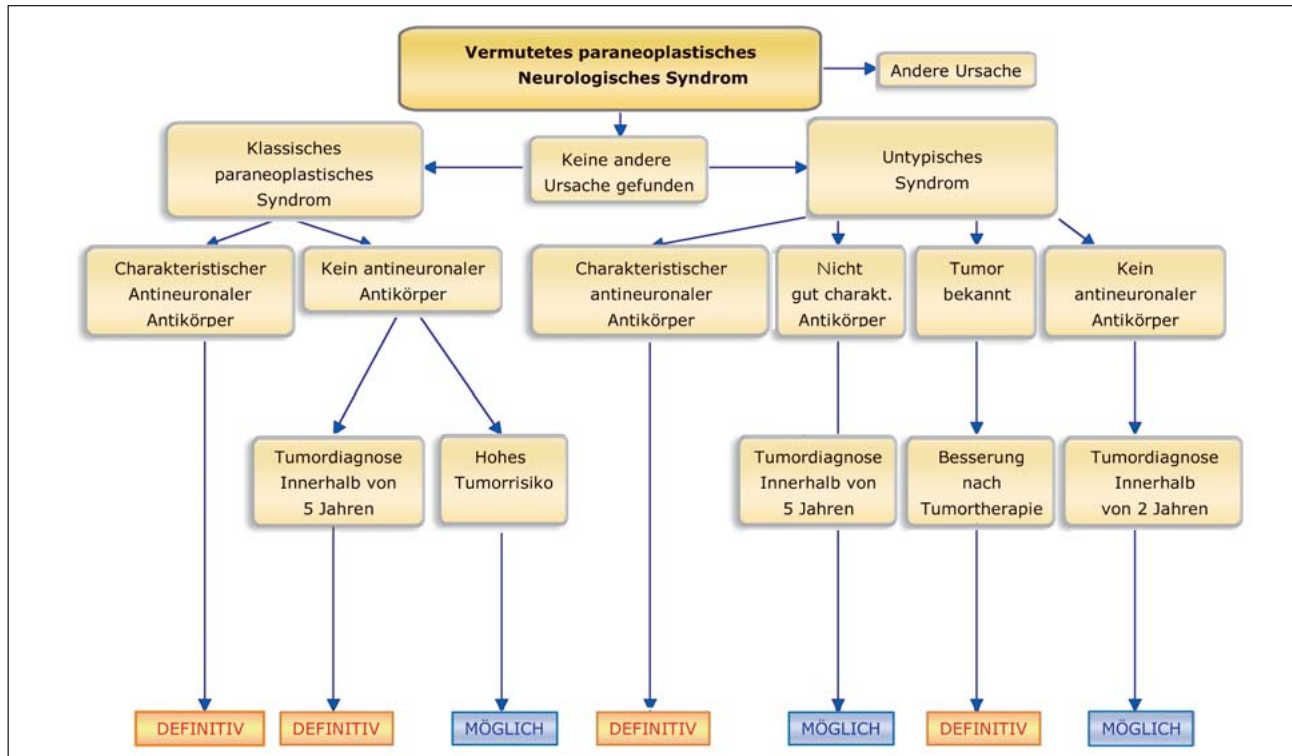 Vermutetes paraneoplastisches
Neurologisches Syndrom
Andere Ursache
Klassisches
paraneoplastisches
Syndrom
Keine andere
Ursache gefunden
Untypisches
Syndrom
Charakteristischer
Antineuronaler
Antikörper
Kein antineuronaler
Antikörper
Charakteristischer
antineuronaler
Antikörper
Nicht
gut charakt.
Antikörper
Tumor
bekannt
Kein
antineuronaler
Antikörper
Tumordiagnose
Innerhalb von
5 Jahren
Hohes
Tumorrisiko
Tumordiagnose
Innerhalb von
5 Jahren
Besserung
nach
Tumortherapie
Tumordiagnose
Innerhalb
von 2 Jahren
DEFINITIV
DEFINITIV
MÖGLICH
DEFINITIV
MÖGLICH
DEFINITIV
MÖGLICH